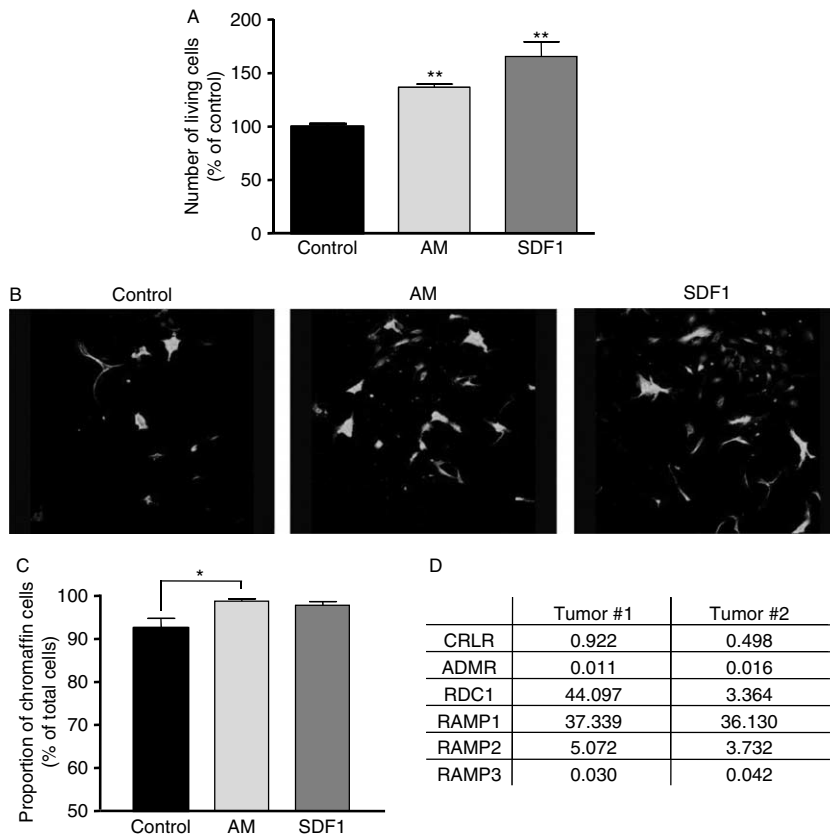 A
Number of living cells
(% of control)
200
150
100
50
0
**
**
Control AM SDF1
B
Control AM SDF1
C
Proportion of chromaffin cells
(% of total cells)
100
90
80
70
60
50
*
Control AM SDF1
D
Tumor #1 Tumor #2
CRLR 0.922 0.498
ADMR 0.011 0.016
RDC1 44.097 3.364
RAMP1 37.339 36.130
RAMP2 5.072 3.732
RAMP3 0.030 0.042